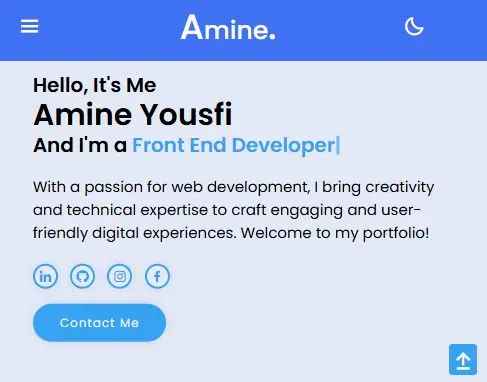 Amine.
Hello, It's Me
Amine Yousfi
And I'm a Front End Developer|
With a passion for web development, I bring creativity
and technical expertise to craft engaging and user-
friendly digital experiences. Welcome to my portfolio!
Contact Me